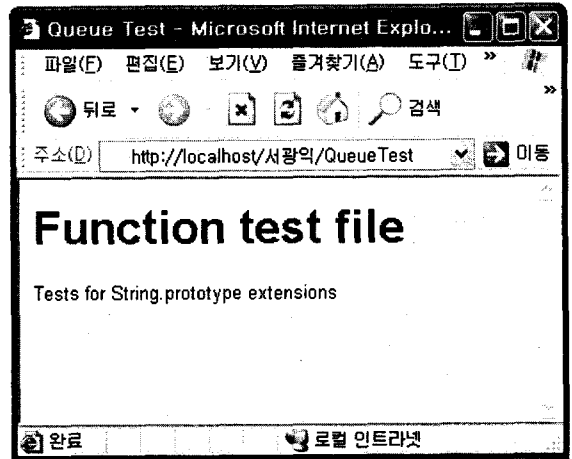 Queue Test - Microsoft Internet Explo...
파일(F) 편집(E) 보기(V) 즐겨찾기(A) 도구(T) »
뒤로 검색 »
주소(D) http://localhost/서광익/QueueTest 이동
Function test file
Tests for String.prototype extensions
완료 로컬 인트라넷